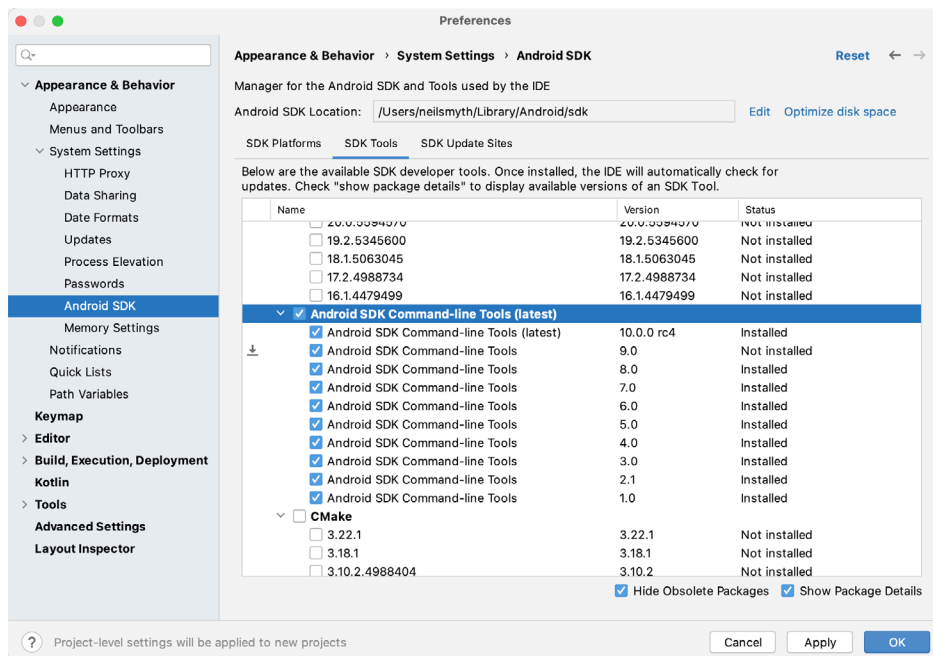 Preferences
Appearance & Behavior › System Settings › Android SDK
Reset
Manager for the Android SDK and Tools used by the IDE
Android SDK Location: /Users/neilsmyth/Library/Android/sdk Edit Optimize disk space
Appearance & Behavior
Appearance
Menus and Toolbars
System Settings
HTTP Proxy
Data Sharing
Date Formats
Updates
Process Elevation
Passwords
Android SDK
Memory Settings
Notifications
Quick Lists
Path Variables
Keymap
Editor
Build, Execution, Deployment
Kotlin
Tools
Advanced Settings
Layout Inspector
SDK Platforms SDK Tools SDK Update Sites
Below are the available SDK developer tools. Once installed, the IDE will automatically check for
updates. Check "show package details" to display available versions of an SDK Tool.
Name Version Status
20.0.5594570 20.0.5594570 Not installed
19.2.5345600 19.2.5345600 Not installed
18.1.5063045 18.1.5063045 Not installed
17.2.4988734 17.2.4988734 Not installed
16.1.4479499 16.1.4479499 Not installed
Android SDK Command-line Tools (latest)
Android SDK Command-line Tools (latest) 10.0.0 rc4 Installed
Android SDK Command-line Tools 9.0 Not installed
Android SDK Command-line Tools 8.0 Installed
Android SDK Command-line Tools 7.0 Installed
Android SDK Command-line Tools 6.0 Installed
Android SDK Command-line Tools 5.0 Installed
Android SDK Command-line Tools 4.0 Installed
Android SDK Command-line Tools 3.0 Installed
Android SDK Command-line Tools 2.1 Installed
Android SDK Command-line Tools 1.0 Installed
CMake
3.22.1 3.22.1 Not installed
3.18.1 3.18.1 Not installed
3.10.2.4988404 3.10.2 Not installed
Hide Obsolete Packages Show Package Details
? Project-level settings will be applied to new projects
Cancel Apply OK